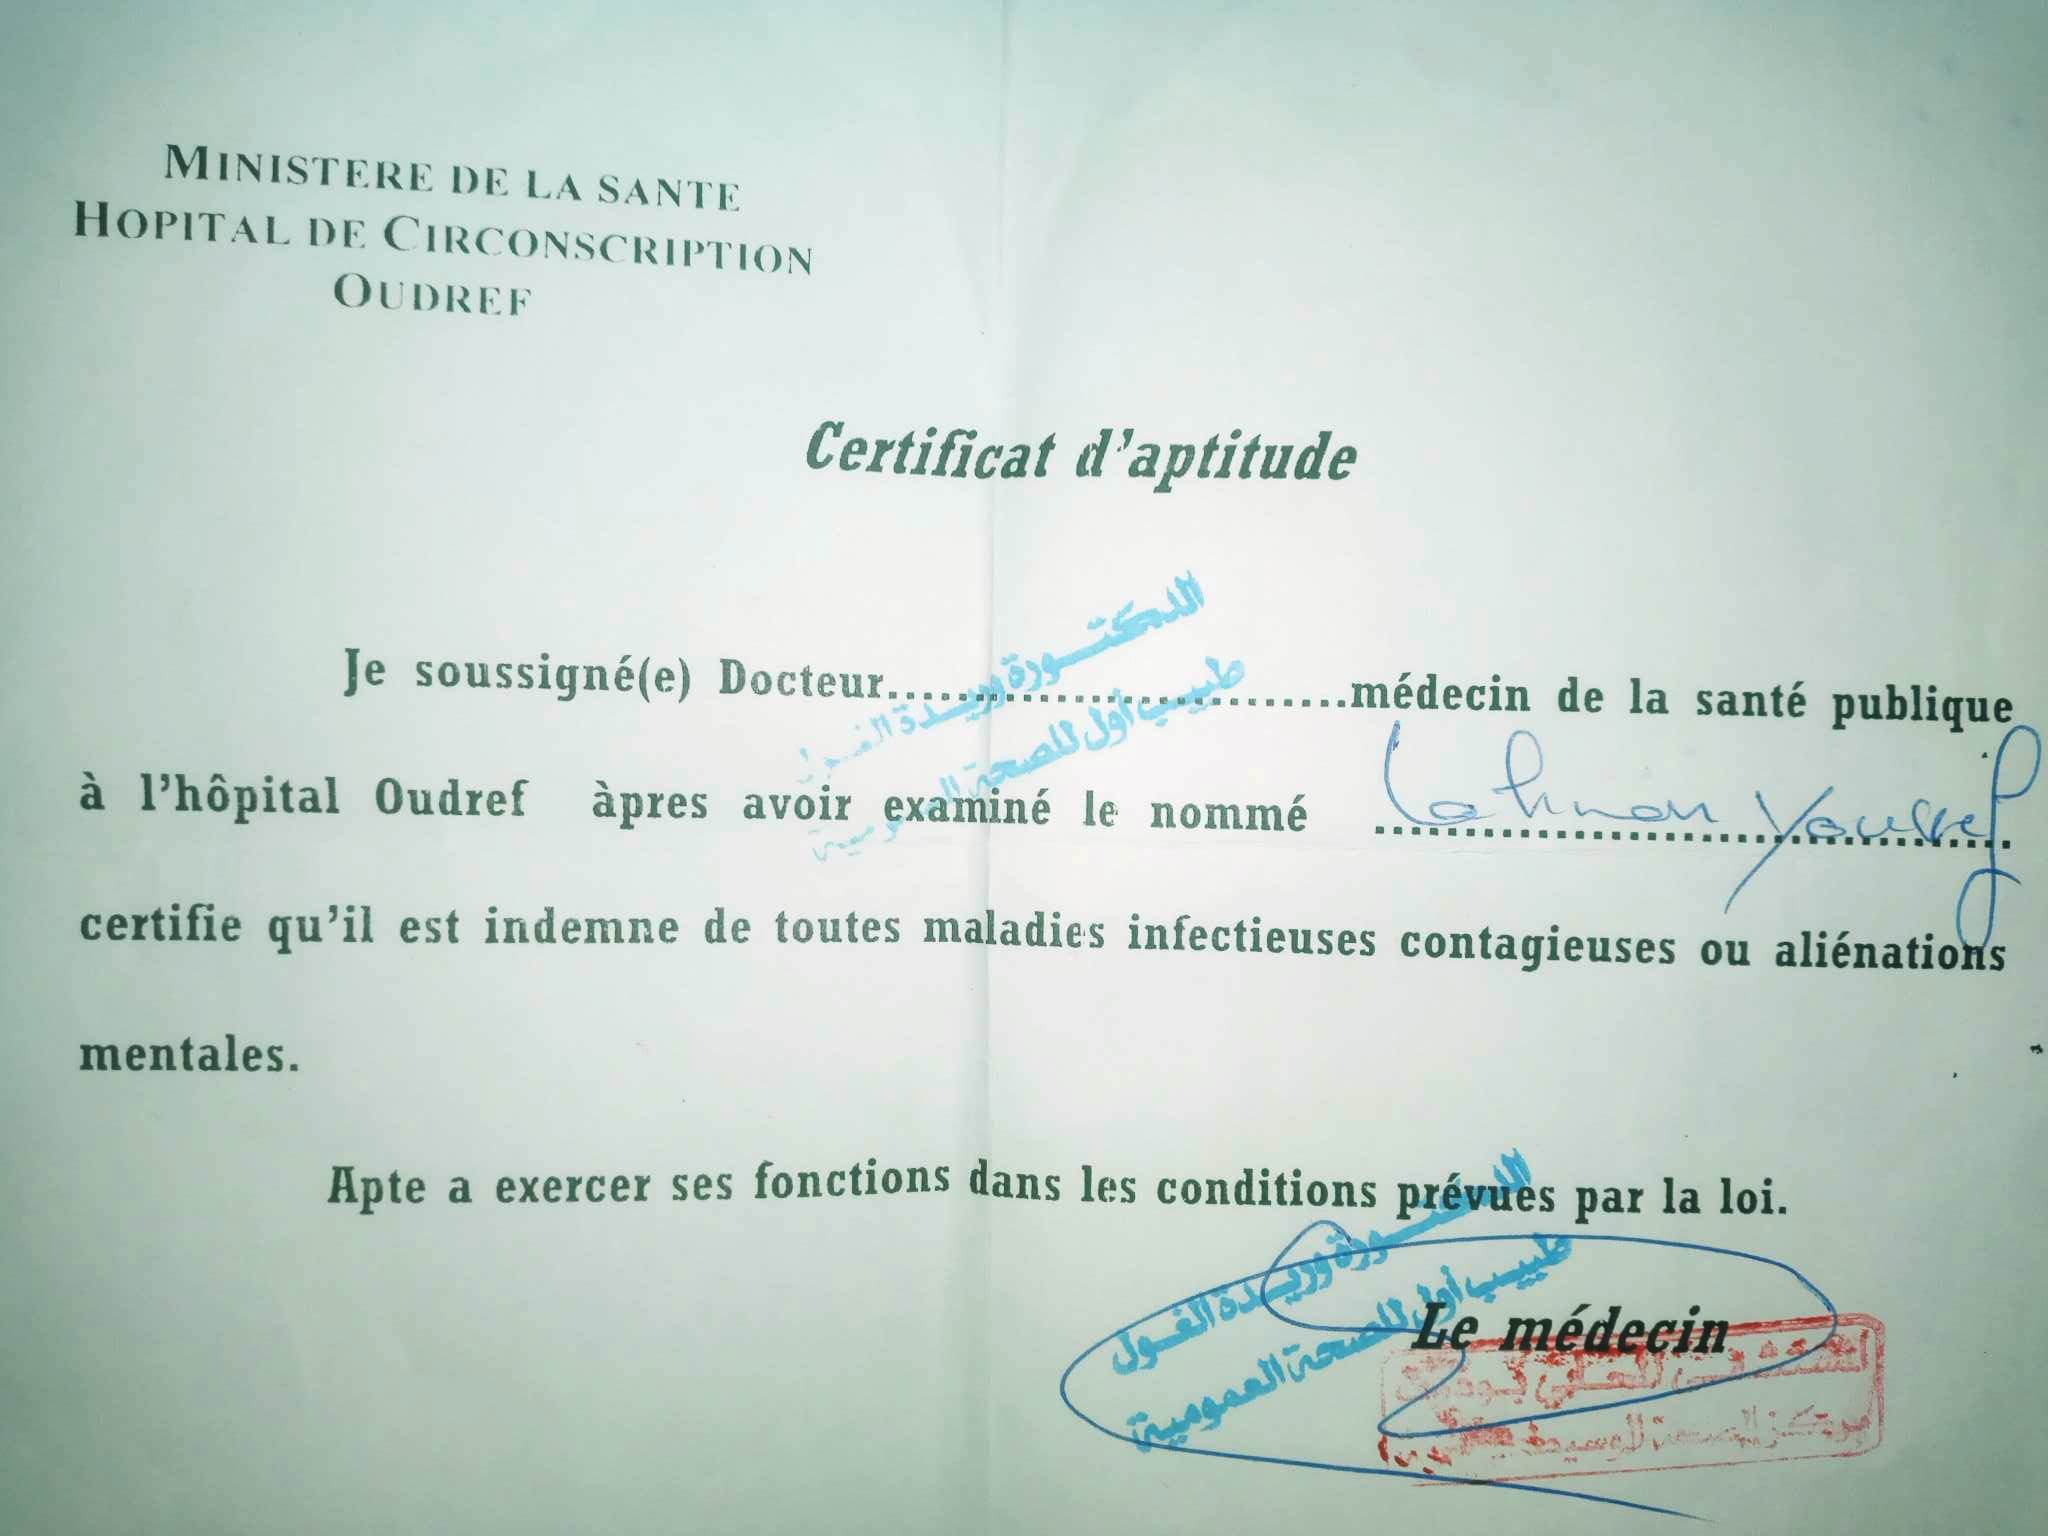 MINISTERE DE LA SANTE
HOPITAL DE CIRCONSCRIPTION
OUDREF
Certificat d'aptitude
Je soussigné(e) Docteur......................................médecin de la santé publique
الدكتورة وريدة الغول
طبيب أول للصحة العمومية
à l'hôpital Oudref àpres avoir examiné le nommé Lahmar Youssef
certifie qu'il est indemne de toutes maladies infectieuses contagieuses ou aliénations
mentales.
Apte a exercer ses fonctions dans les conditions prévues par la loi.
الدكتورة وريدة الغول
طبيب أول للصحة العمومية
Le médecin